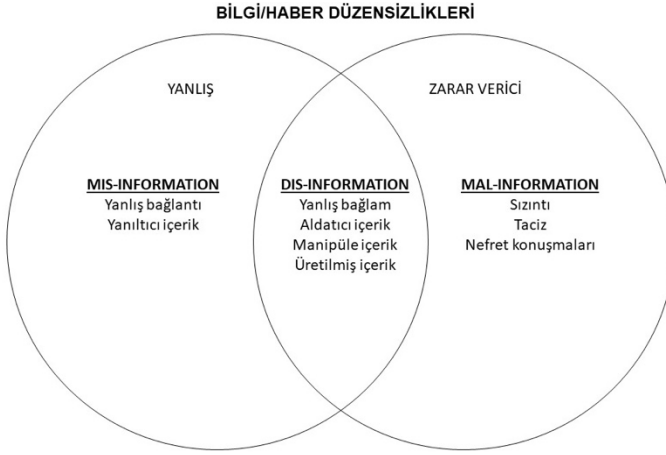 BİLGİ/HABER DÜZENSİZLİKLERİ
YANLIŞ
ZARAR VERİCİ
MIS-INFORMATION
Yanlış bağlantı
Yanıltıcı içerik
DIS-INFORMATION
Yanlış bağlam
Aldatıcı içerik
Manipüle içerik
Üretilmiş içerik
MAL-INFORMATION
Sızıntı
Taciz
Nefret konuşmaları